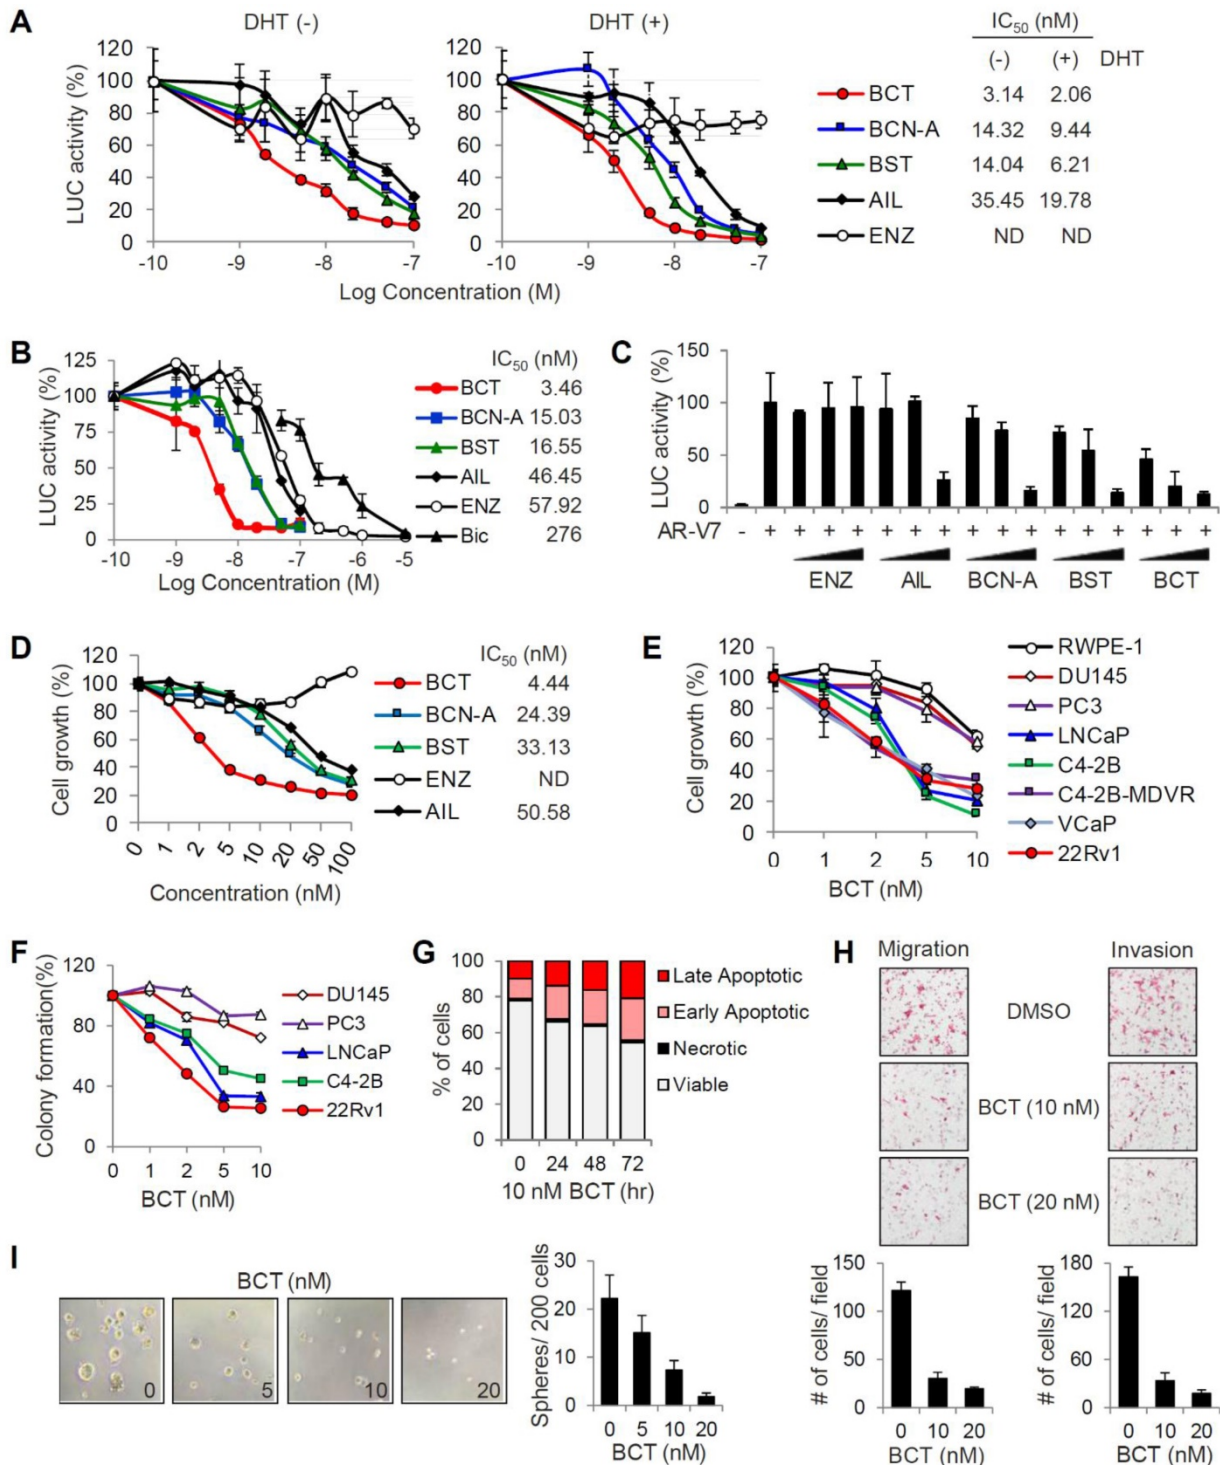 A
DHT (-)
DHT (+)
IC50 (nM)
(-) (+) DHT
BCT 3.14 2.06
BCN-A 14.32 9.44
BST 14.04 6.21
AIL 35.45 19.78
ENZ ND ND
LUC activity (%)
120
100
80
60
40
20
0
-10 -9 -8 -7
120
100
80
60
40
20
0
-10 -9 -8 -7
Log Concentration (M)
B
LUC activity (%)
125
100
75
50
25
0
-10 -9 -8 -7 -6 -5
Log Concentration (M)
IC50 (nM)
BCT 3.46
BCN-A 15.03
BST 16.55
AIL 46.45
ENZ 57.92
Bic 276
C
LUC activity (%)
150
100
50
0
AR-V7 - + + + + + + + + + + + + + + + +
ENZ AIL BCN-A BST BCT
D
Cell growth (%)
120
100
80
60
40
20
0
0 1 2 5 10 20 50 100
Concentration (nM)
IC50 (nM)
BCT 4.44
BCN-A 24.39
BST 33.13
ENZ ND
AIL 50.58
E
Cell growth (%)
120
100
80
60
40
20
0
0 1 2 5 10
BCT (nM)
RWPE-1
DU145
PC3
LNCaP
C4-2B
C4-2B-MDVR
VCaP
22Rv1
F
Colony formation(%)
120
80
40
0
0 1 2 5 10
BCT (nM)
DU145
PC3
LNCaP
C4-2B
22Rv1
G
% of cells
100
80
60
40
20
0
0 24 48 72
10 nM BCT (hr)
Late Apoptotic
Early Apoptotic
Necrotic
Viable
H
Migration Invasion
DMSO
BCT (10 nM)
BCT (20 nM)
# of cells/ field
150
100
50
0
0 10 20
BCT (nM)
# of cells/ field
180
120
60
0
0 10 20
BCT (nM)
I
BCT (nM)
0 5 10 20
Spheres/ 200 cells
30
20
10
0
0 5 10 20
BCT (nM)